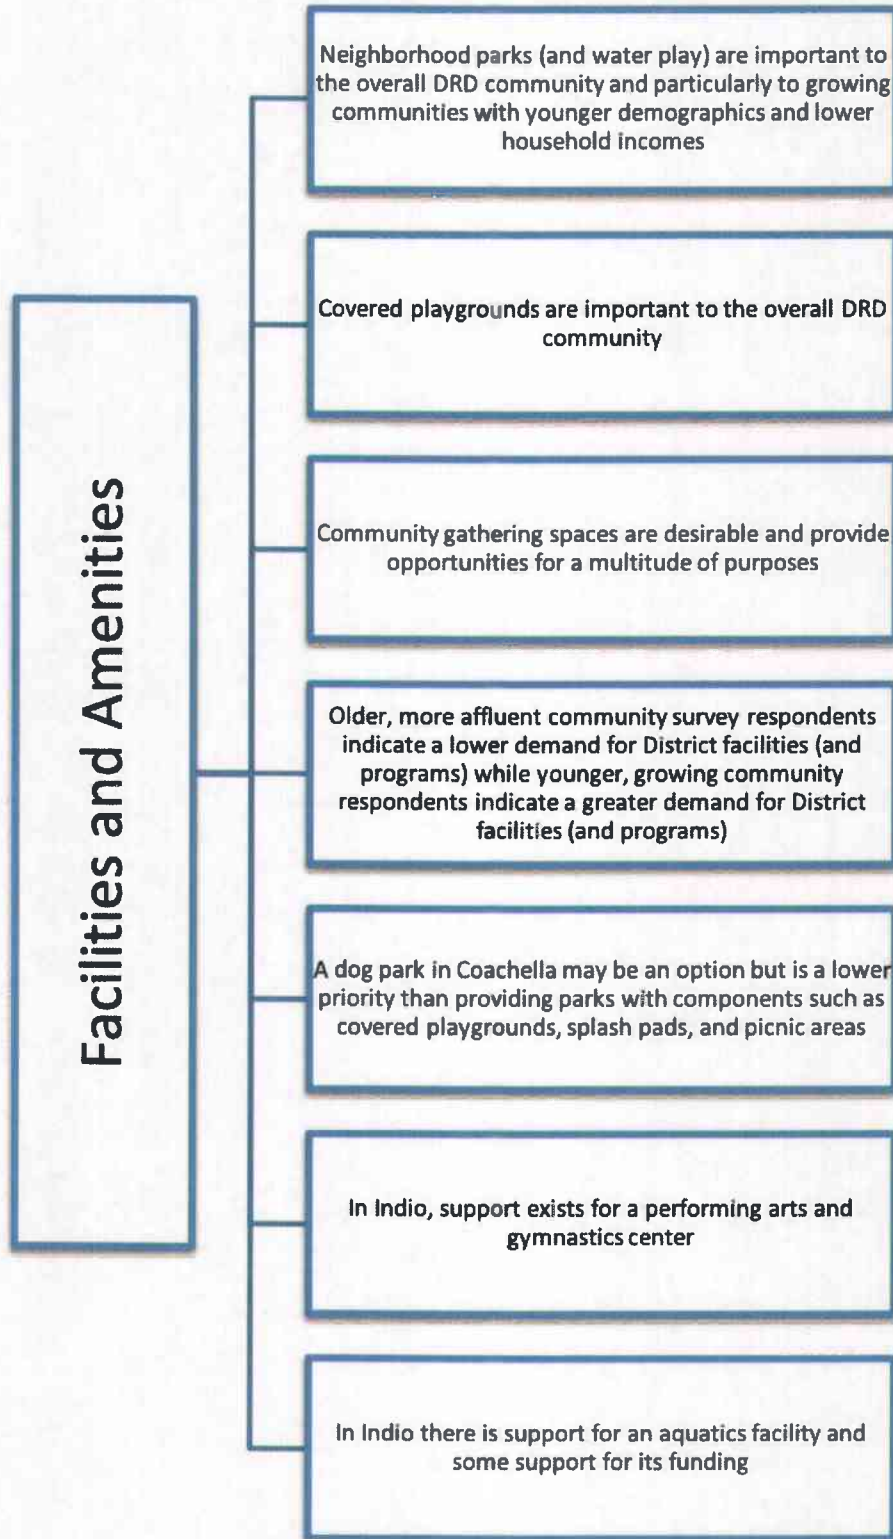 Facilities and Amenities
Neighborhood parks (and water play) are important to
the overall DRD community and particularly to growing
communities with younger demographics and lower
household incomes
Covered playgrounds are important to the overall DRD
community
Community gathering spaces are desirable and provide
opportunities for a multitude of purposes
Older, more affluent community survey respondents
indicate a lower demand for District facilities (and
programs) while younger, growing community
respondents indicate a greater demand for District
facilities (and programs)
A dog park in Coachella may be an option but is a lower
priority than providing parks with components such as
covered playgrounds, splash pads, and picnic areas
In Indio, support exists for a performing arts and
gymnastics center
In Indio there is support for an aquatics facility and
some support for its funding